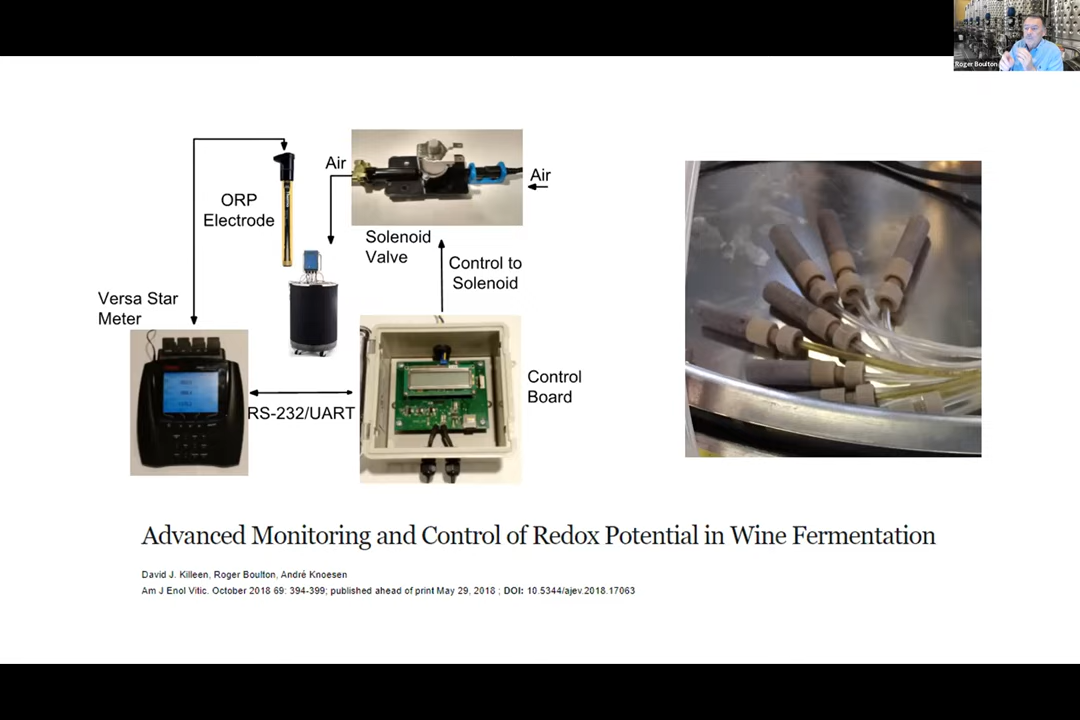 Roger Boulton
Air
Air
ORP
Electrode
Solenoid
Valve
Control to
Solenoid
Versa Star
Meter
Control
Board
RS-232/UART
Advanced Monitoring and Control of Redox Potential in Wine Fermentation
David J. Killeen, Roger Boulton, André Knoesen
Am J Enol Vitic. October 2018 69: 394-399; published ahead of print May 29, 2018 ; DOI: 10.5344/ajev.2018.17063